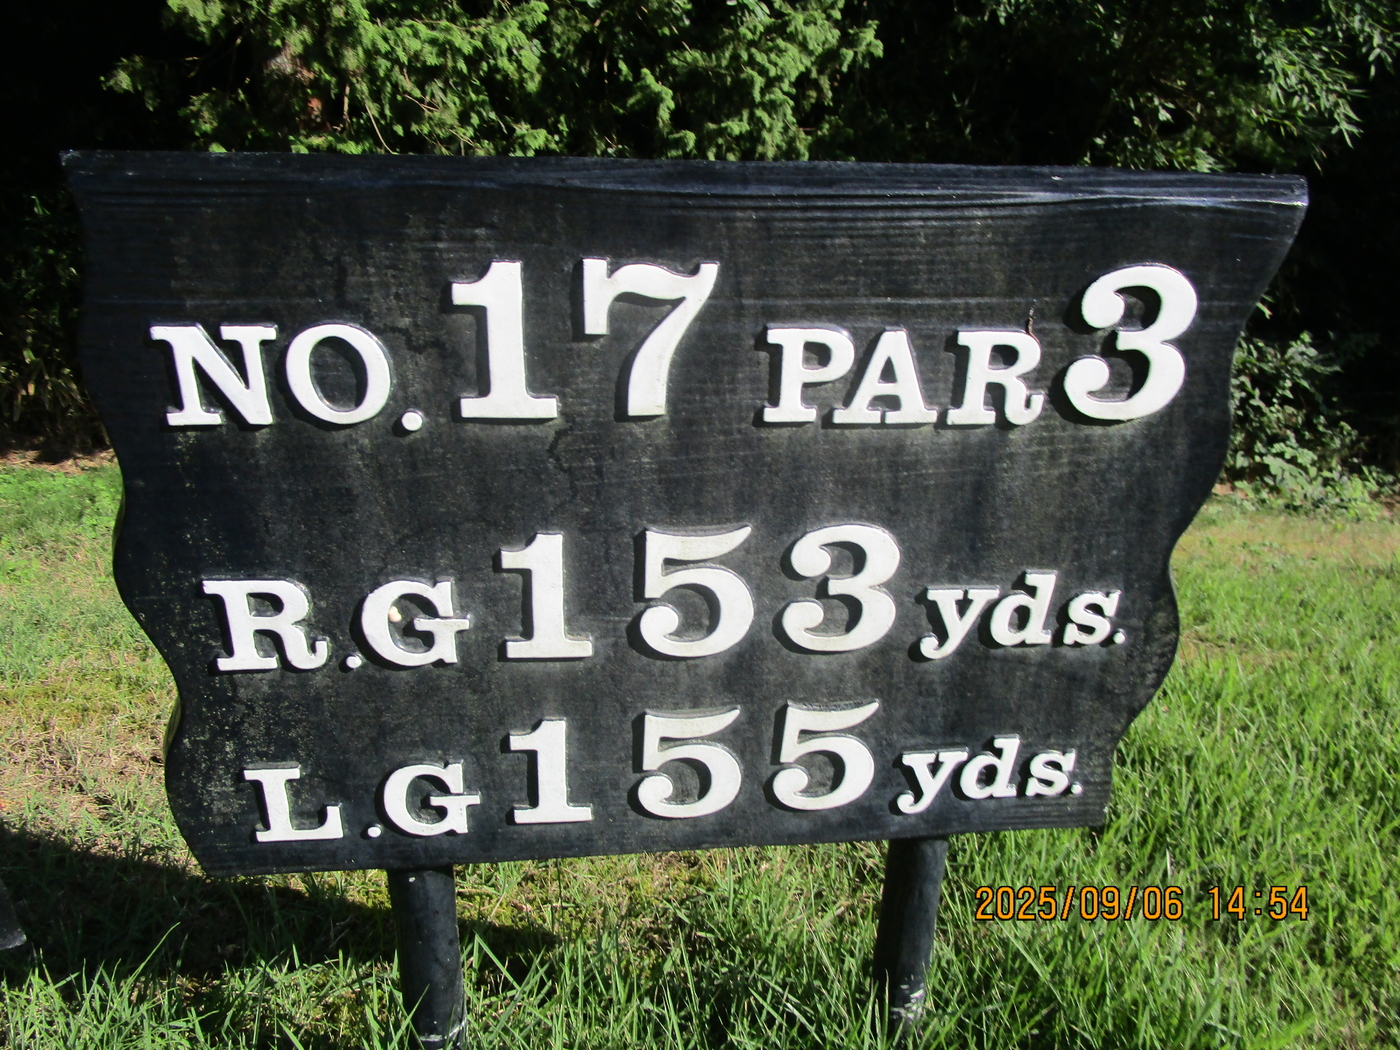 NO.17 PAR 3
R.G 153 yds.
L.G 155 yds.
2025/09/06 14:54